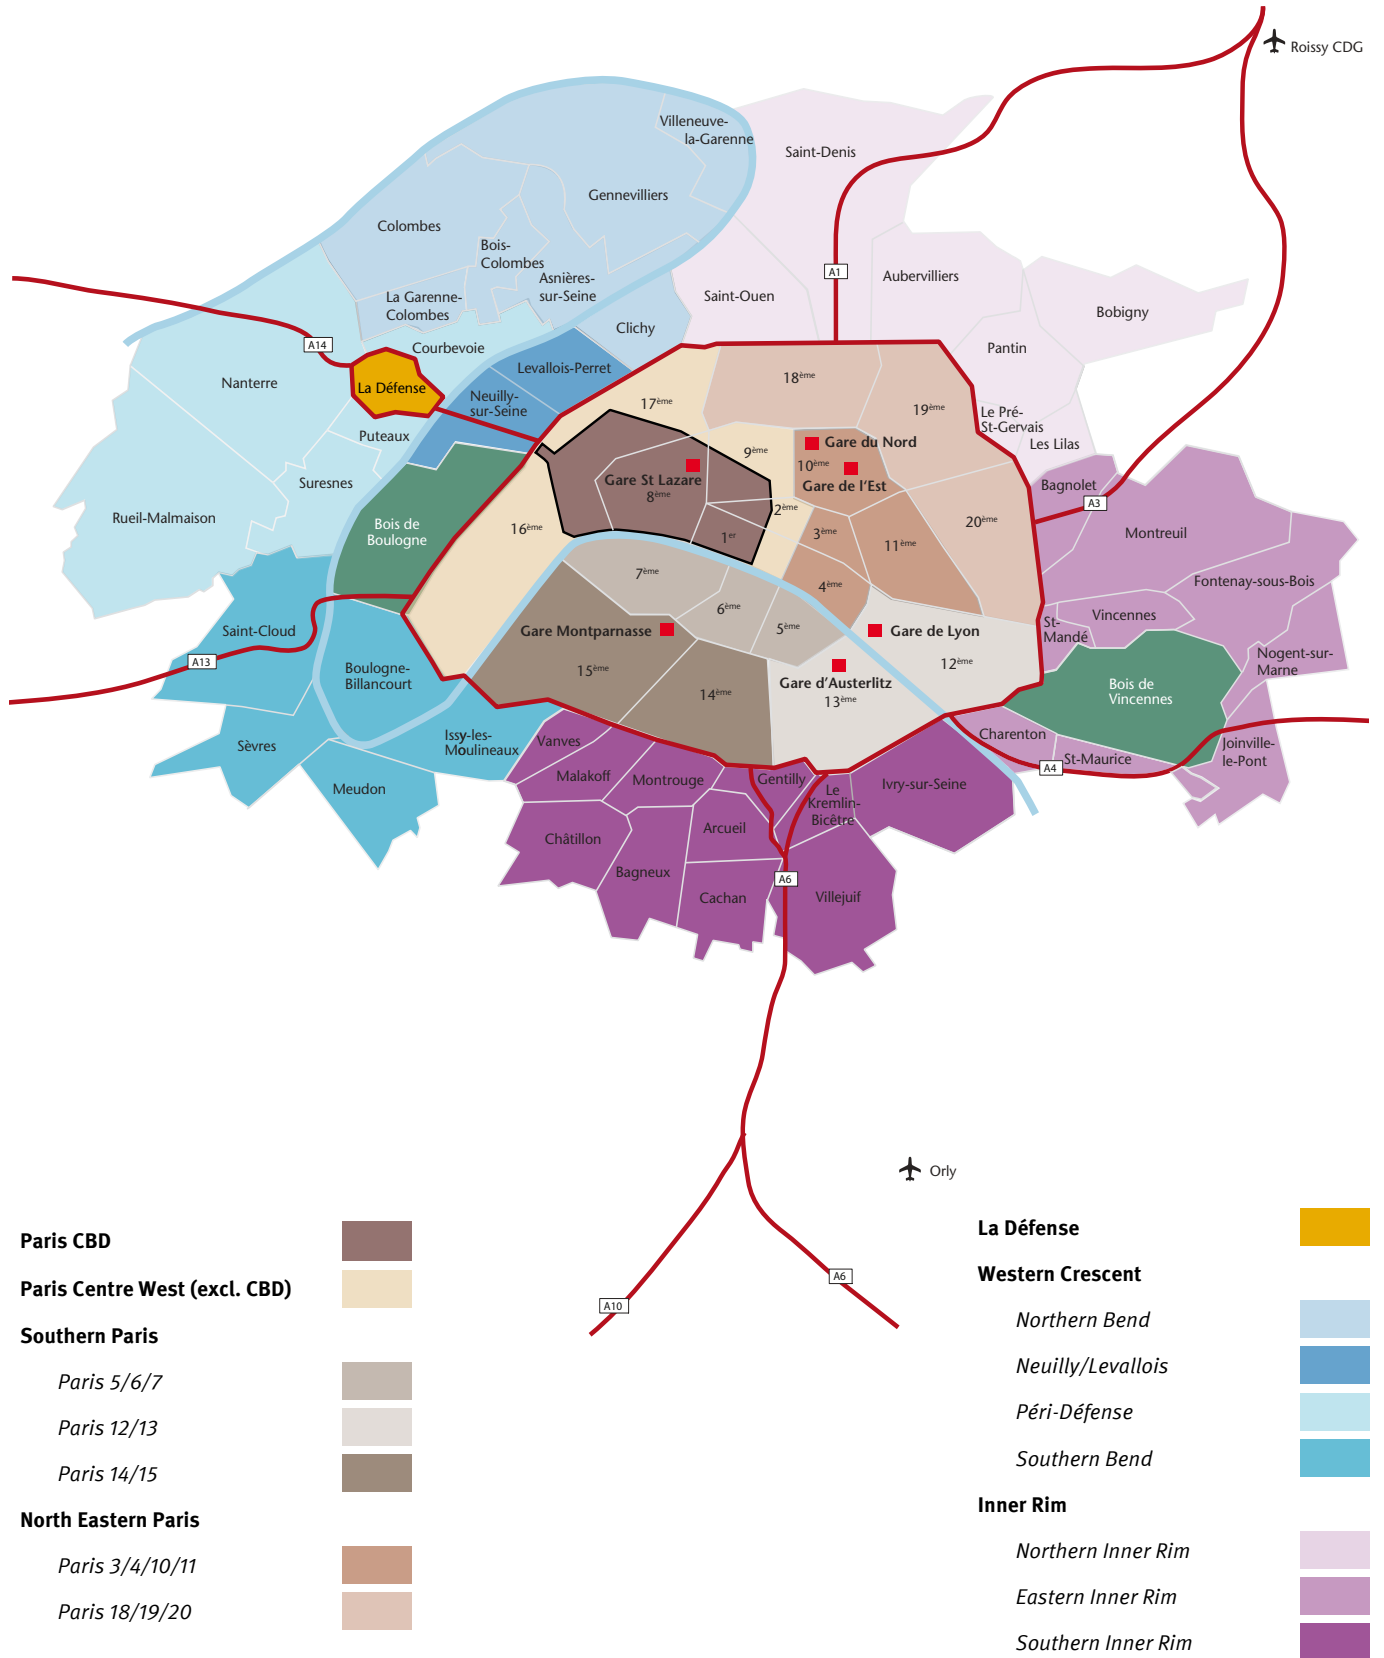 Roissy CDG
Villeneuve-
la-Garenne
Saint-Denis
Gennevilliers
Colombes
Bois-
Colombes
Asnières-
sur-Seine
A1
Aubervilliers
La Garenne-
Colombes
Saint-Ouen
Bobigny
Clichy
A14
Courbevoie
Pantin
Levallois-Perret
Nanterre
La Défense
18ème
Neuilly-
sur-Seine
17ème
19ème
Le Pré-
St-Gervais
Puteaux
Gare du Nord
Les Lilas
9ème
10ème
Gare St Lazare
8ème
Gare de l'Est
Suresnes
Bagnolet
A3
Rueil-Malmaison
Bois de
Boulogne
16ème
2ème
1er
3ème
11ème
20ème
Montreuil
7ème
4ème
Fontenay-sous-Bois
6ème
5ème
Vincennes
St-
Mandé
Saint-Cloud
Gare Montparnasse
Gare de Lyon
A13
Boulogne-
Billancourt
15ème
12ème
Nogent-sur-
Marne
Gare d'Austerlitz
13ème
14ème
Bois de
Vincennes
Sèvres
Issy-les-
Moulineaux
Vanves
Charenton
Joinville-
le-Pont
St-Maurice
A4
Meudon
Malakoff
Montrouge
Gentilly
Le
Kremlin-
Bicêtre
Ivry-sur-Seine
Châtillon
Arcueil
Bagneux
A6
Cachan
Villejuif
Orly
A6
A10
Paris CBD
Paris Centre West (excl. CBD)
Southern Paris
Paris 5/6/7
Paris 12/13
Paris 14/15
North Eastern Paris
Paris 3/4/10/11
Paris 18/19/20
La Défense
Western Crescent
Northern Bend
Neuilly/Levallois
Péri-Défense
Southern Bend
Inner Rim
Northern Inner Rim
Eastern Inner Rim
Southern Inner Rim